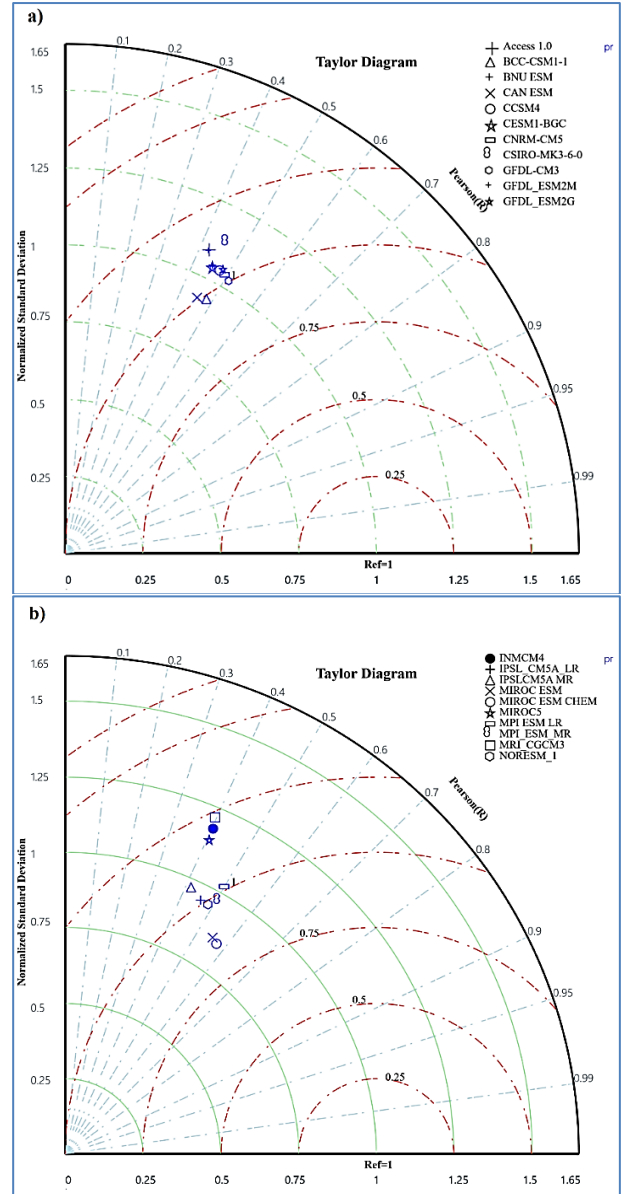 a)
Taylor Diagram
pr
Access 1.0
BCC-CSM1-1
BNU ESM
CAN ESM
CCSM4
CESM1-BGC
CNRM-CM5
CSIRO-MK3-6-0
GFDL-CM3
GFDL_ESM2M
GFDL_ESM2G
Normalized Standard Deviation
1.65
1.5
1.25
1
0.75
0.5
0.25
0.1
0.2
0.3
0.4
0.5
0.6
0.7
0.8
0.9
0.95
0.99
Pearson(R)
1
0.75
0.5
0.25
Ref=1
0 0.25 0.5 0.75 1 1.25 1.5 1.65
b)
Taylor Diagram
pr
INMCM4
IPSL_CM5A_LR
IPSLCM5A MR
MIROC ESM
MIROC ESM CHEM
MIROC5
MPI ESM LR
MPI_ESM_MR
MRI_CGCM3
NORESM_1
Normalized Standard Deviation
1.65
1.5
1.25
1
0.75
0.5
0.25
0.1
0.2
0.3
0.4
0.5
0.6
0.7
0.8
0.9
0.95
0.99
Pearson(R)
1
0.75
0.5
0.25
Ref=1
0 0.25 0.5 0.75 1 1.25 1.5 1.65